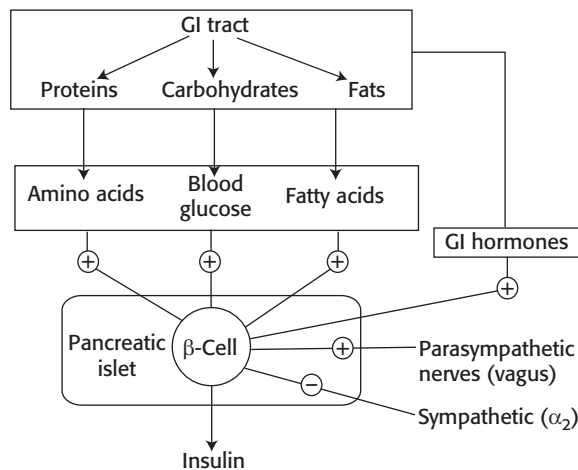 GI tract
Proteins Carbohydrates Fats
Amino acids Blood glucose Fatty acids
GI hormones
+ + + +
Pancreatic islet
β-Cell
+ Parasympathetic nerves (vagus)
− Sympathetic (α₂)
Insulin